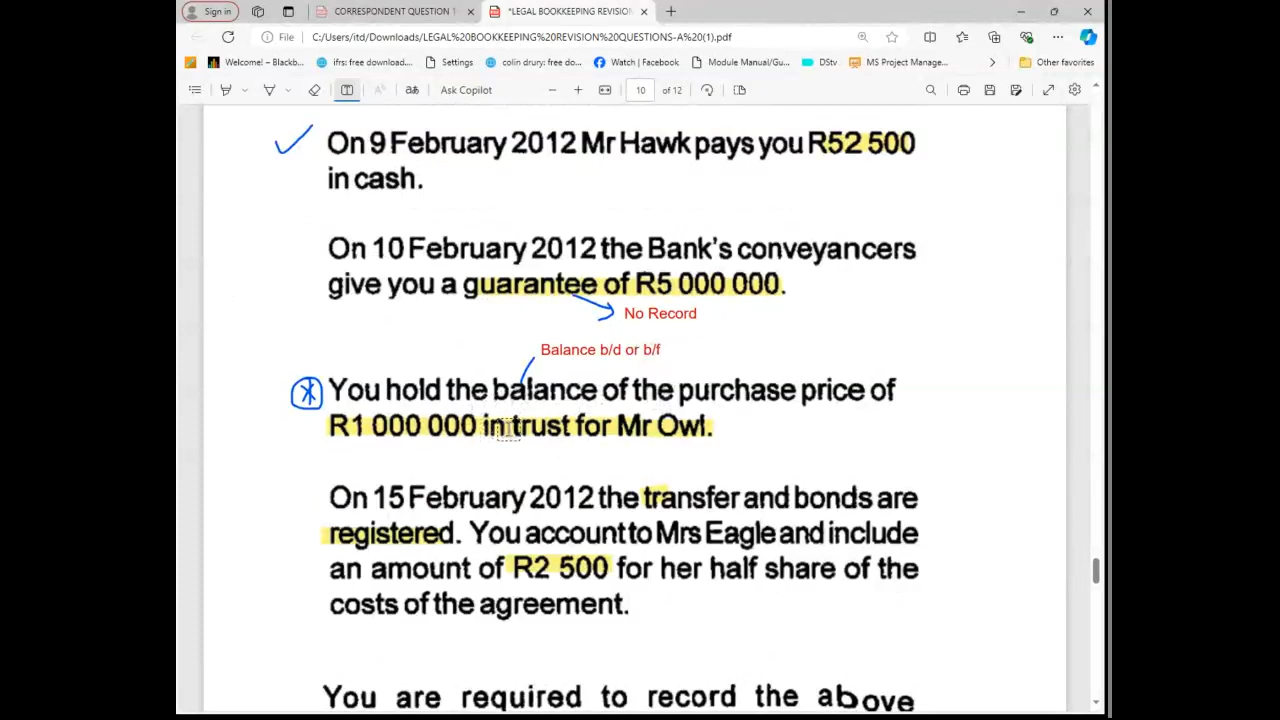 Sign in
CORRESPONDENT QUESTION 1
*LEGAL BOOKKEEPING REVISION
File
C:/Users/itd/Downloads/LEGAL%20BOOKKEEPING%20REVISION%20QUESTIONS-A%20(1).pdf
Welcome! – Blackb...
ifrs: free download....
Settings
colin drury: free do...
Watch | Facebook
Module Manual/Gu...
DStv
MS Project Manage...
Other favorites
Ask Copilot
10 of 12
On 9 February 2012 Mr Hawk pays you R52 500
in cash.
On 10 February 2012 the Bank's conveyancers
give you a guarantee of R5 000 000.
No Record
Balance b/d or b/f
You hold the balance of the purchase price of
R1 000 000 in trust for Mr Owl.
On 15 February 2012 the transfer and bonds are
registered. You account to Mrs Eagle and include
an amount of R2 500 for her half share of the
costs of the agreement.
You are required to record the above